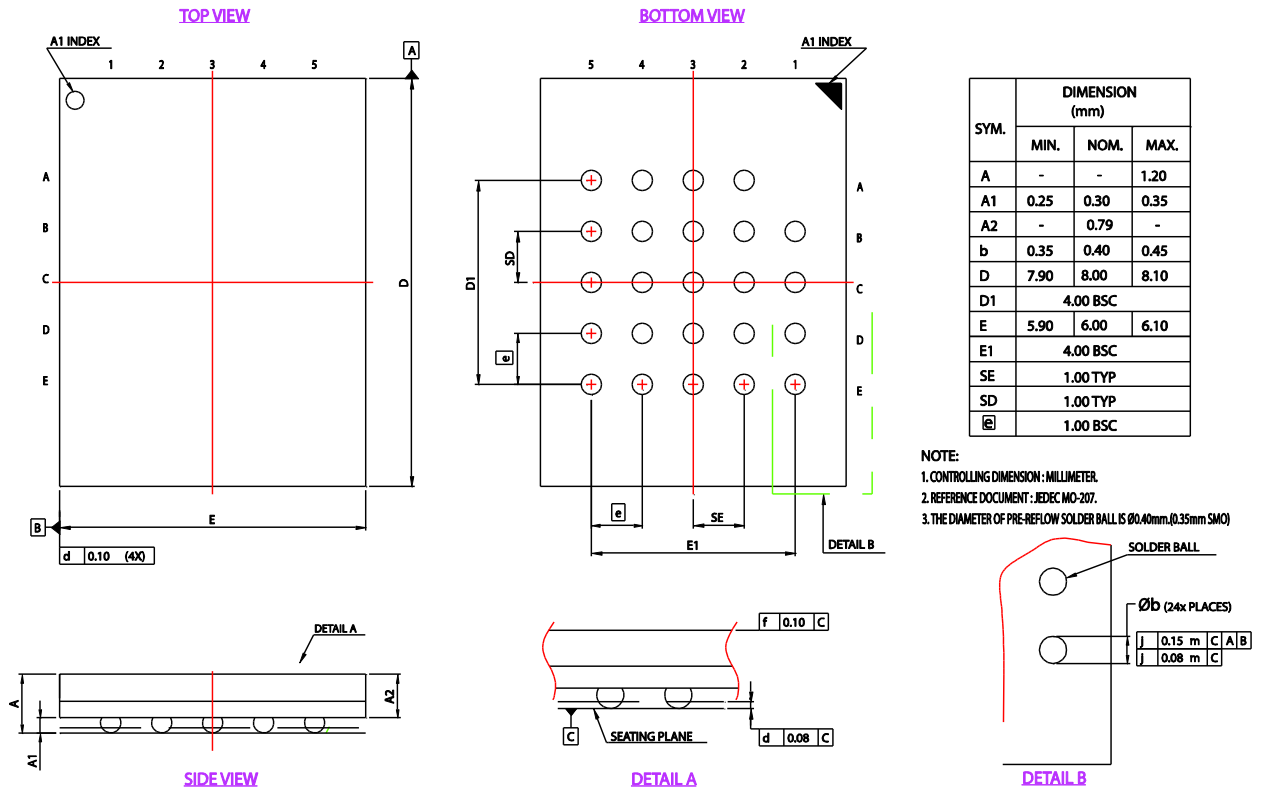 TOP VIEW
A1 INDEX
1 2 3 4 5
A
A
B
C
D
E
D
E
B
d 0.10 (4X)
BOTTOM VIEW
A1 INDEX
5 4 3 2 1
A
B
C
D
E
D1
SD
e
e
SE
E1
DETAIL B
SYM. DIMENSION
(mm)
MIN. NOM. MAX.
A - - 1.20
A1 0.25 0.30 0.35
A2 - 0.79 -
b 0.35 0.40 0.45
D 7.90 8.00 8.10
D1 4.00 BSC
E 5.90 6.00 6.10
E1 4.00 BSC
SE 1.00 TYP
SD 1.00 TYP
e 1.00 BSC
NOTE:
1. CONTROLLING DIMENSION : MILLIMETER.
2. REFERENCE DOCUMENT : JEDEC MO-207.
3. THE DIAMETER OF PRE-REFLOW SOLDER BALL IS Ø0.40mm.(0.35mm SMO)
DETAIL A
A
A1
A2
SIDE VIEW
f 0.10 C
C
SEATING PLANE
d 0.08 C
DETAIL A
SOLDER BALL
Øb (24x PLACES)
j 0.15 m C A B
j 0.08 m C
DETAIL B